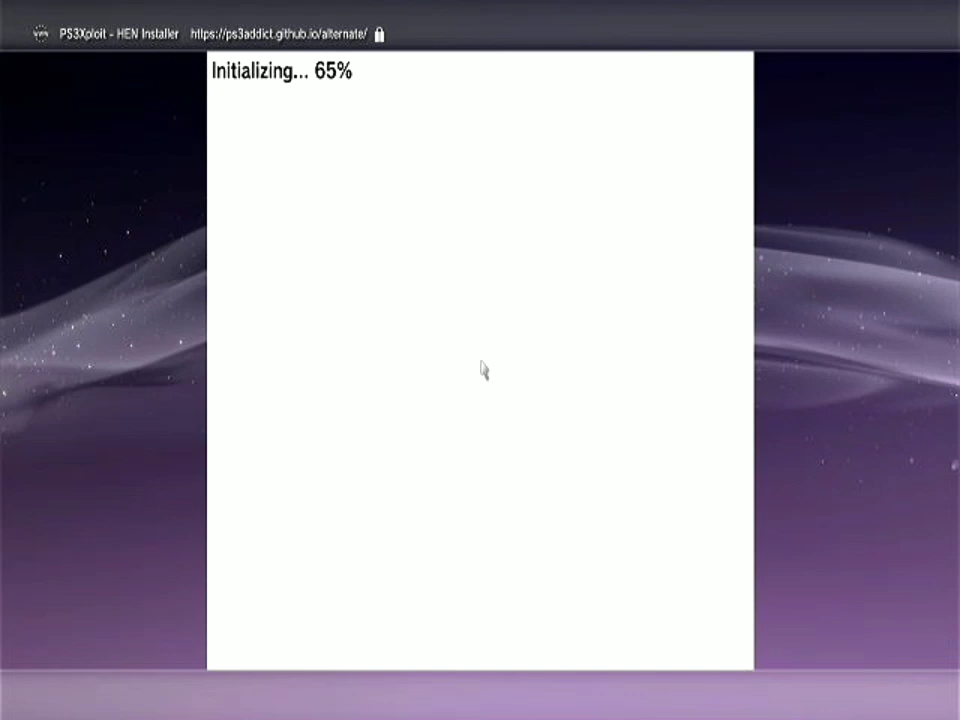 PS3Xploit - HEN Installer https://ps3addict.github.io/alternate/
Initializing... 65%